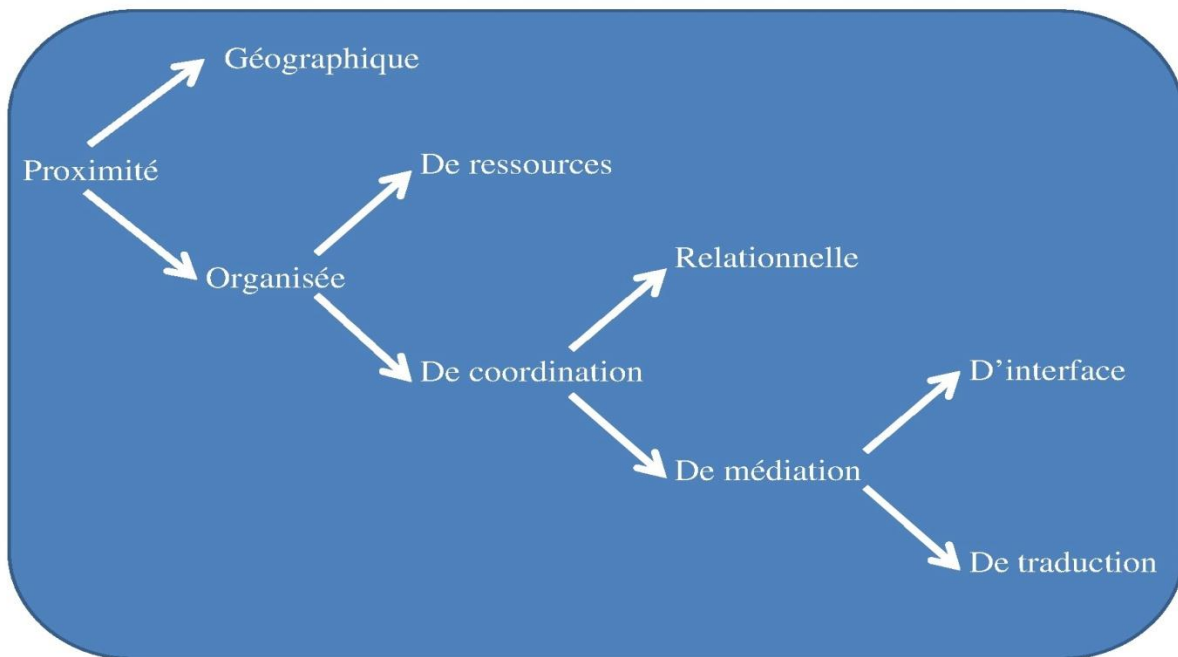 Géographique
Proximité
De ressources
Organisée
Relationnelle
De coordination
D’interface
De médiation
De traduction